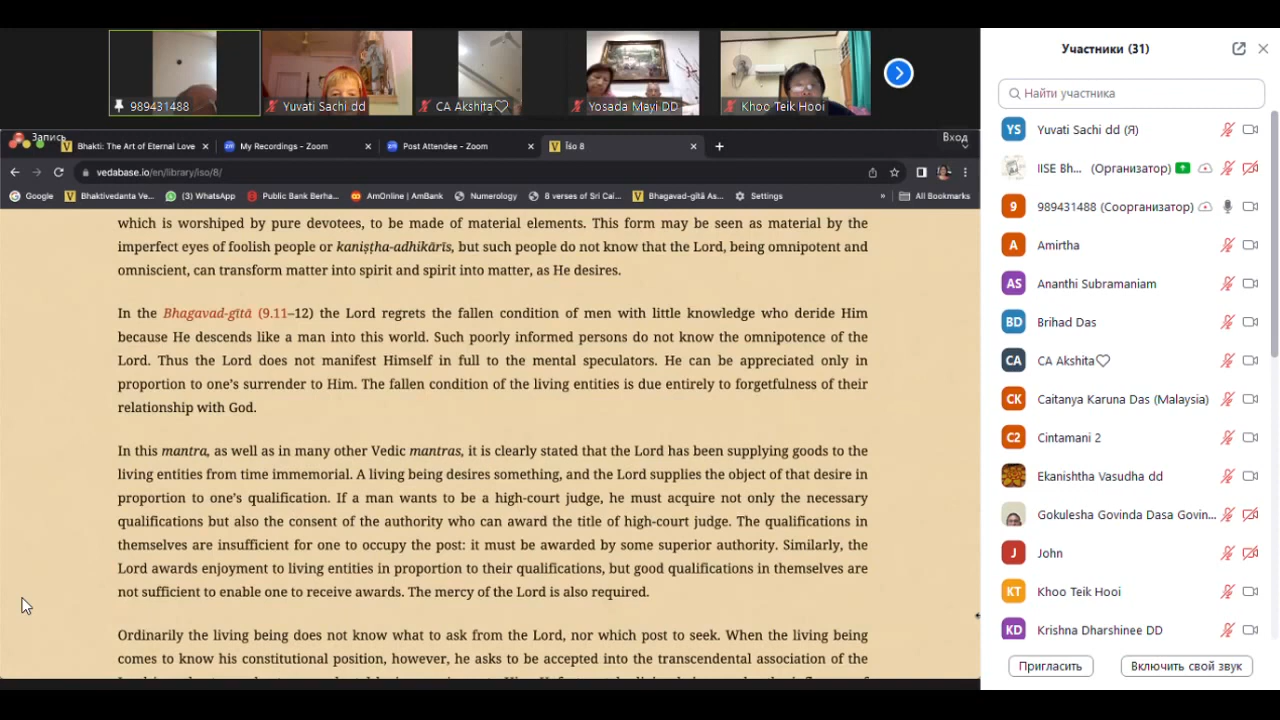 989431488
Yuvati Sachi dd
CA Akshita♡
Yosada Mayi DD
Khoo Teik Hooi
Запись
Вход
Bhakti: The Art of Eternal Love
My Recordings - Zoom
Post Attendee - Zoom
Īśo 8
vedabase.io/en/library/iso/8/
Google
Bhaktivedanta Ve...
(3) WhatsApp
Public Bank Berha...
AmOnline | AmBank
Numerology
8 verses of Sri Cai...
Bhagavad-gītā As...
Settings
»
All Bookmarks
which is worshiped by pure devotees, to be made of material elements. This form may be seen as material by the
imperfect eyes of foolish people or kaniṣṭha-adhikārīs, but such people do not know that the Lord, being omnipotent and
omniscient, can transform matter into spirit and spirit into matter, as He desires.
In the Bhagavad-gītā (9.11–12) the Lord regrets the fallen condition of men with little knowledge who deride Him
because He descends like a man into this world. Such poorly informed persons do not know the omnipotence of the
Lord. Thus the Lord does not manifest Himself in full to the mental speculators. He can be appreciated only in
proportion to one’s surrender to Him. The fallen condition of the living entities is due entirely to forgetfulness of their
relationship with God.
In this mantra, as well as in many other Vedic mantras, it is clearly stated that the Lord has been supplying goods to the
living entities from time immemorial. A living being desires something, and the Lord supplies the object of that desire in
proportion to one’s qualification. If a man wants to be a high-court judge, he must acquire not only the necessary
qualifications but also the consent of the authority who can award the title of high-court judge. The qualifications in
themselves are insufficient for one to occupy the post: it must be awarded by some superior authority. Similarly, the
Lord awards enjoyment to living entities in proportion to their qualifications, but good qualifications in themselves are
not sufficient to enable one to receive awards. The mercy of the Lord is also required.
Ordinarily the living being does not know what to ask from the Lord, nor which post to seek. When the living being
comes to know his constitutional position, however, he asks to be accepted into the transcendental association of the
Участники (31)
Найти участника
YS Yuvati Sachi dd (Я)
IISE Bh... (Организатор)
9 989431488 (Соорганизатор)
A Amirtha
AS Ananthi Subramaniam
BD Brihad Das
CA CA Akshita♡
CK Caitanya Karuna Das (Malaysia)
C2 Cintamani 2
Ekanishtha Vasudha dd
Gokulesha Govinda Dasa Govin...
J John
KT Khoo Teik Hooi
KD Krishna Dharshinee DD
Пригласить
Включить свой звук